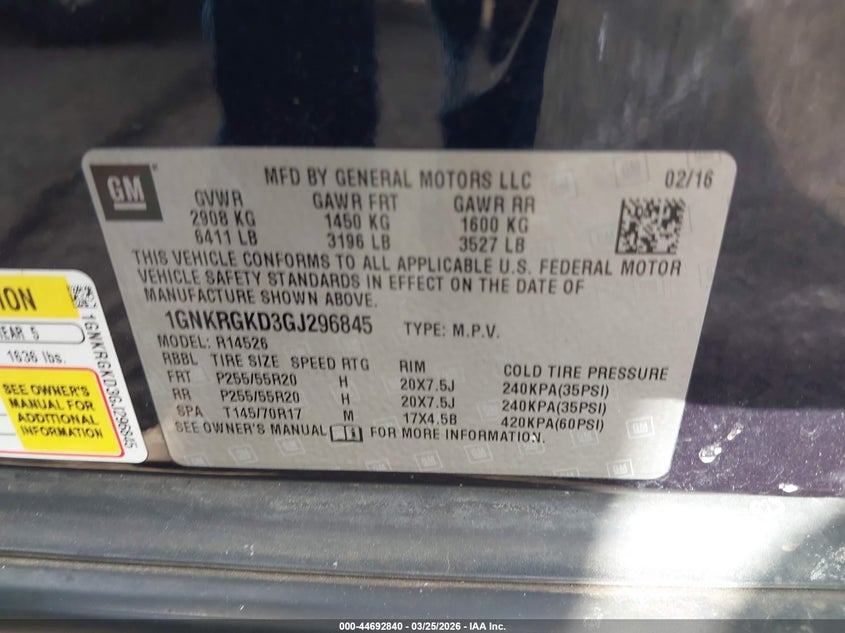 GM
MFD BY GENERAL MOTORS LLC 02/16
GVWR GAWR FRT GAWR RR
2908 KG 1450 KG 1600 KG
6411 LB 3196 LB 3527 LB
THIS VEHICLE CONFORMS TO ALL APPLICABLE U.S. FEDERAL MOTOR
VEHICLE SAFETY STANDARDS IN EFFECT ON THE DATE OF
MANUFACTURE SHOWN ABOVE.
1GNKRGKD3GJ296845 TYPE: M.P.V.
MODEL: R14526
RBBL TIRE SIZE SPEED RTG RIM COLD TIRE PRESSURE
FRT P255/55R20 H 20X7.5J 240KPA(35PSI)
RR P255/55R20 H 20X7.5J 240KPA(35PSI)
SPA T145/70R17 M 17X4.5B 420KPA(60PSI)
SEE OWNER'S MANUAL FOR MORE INFORMATION.
EAR 5
1636 lbs.
SEE OWNER'S
MANUAL FOR
ADDITIONAL
INFORMATION
1GNKRGKD3GJ296845
000-44692840 - 03/25/2026 - IAA Inc.